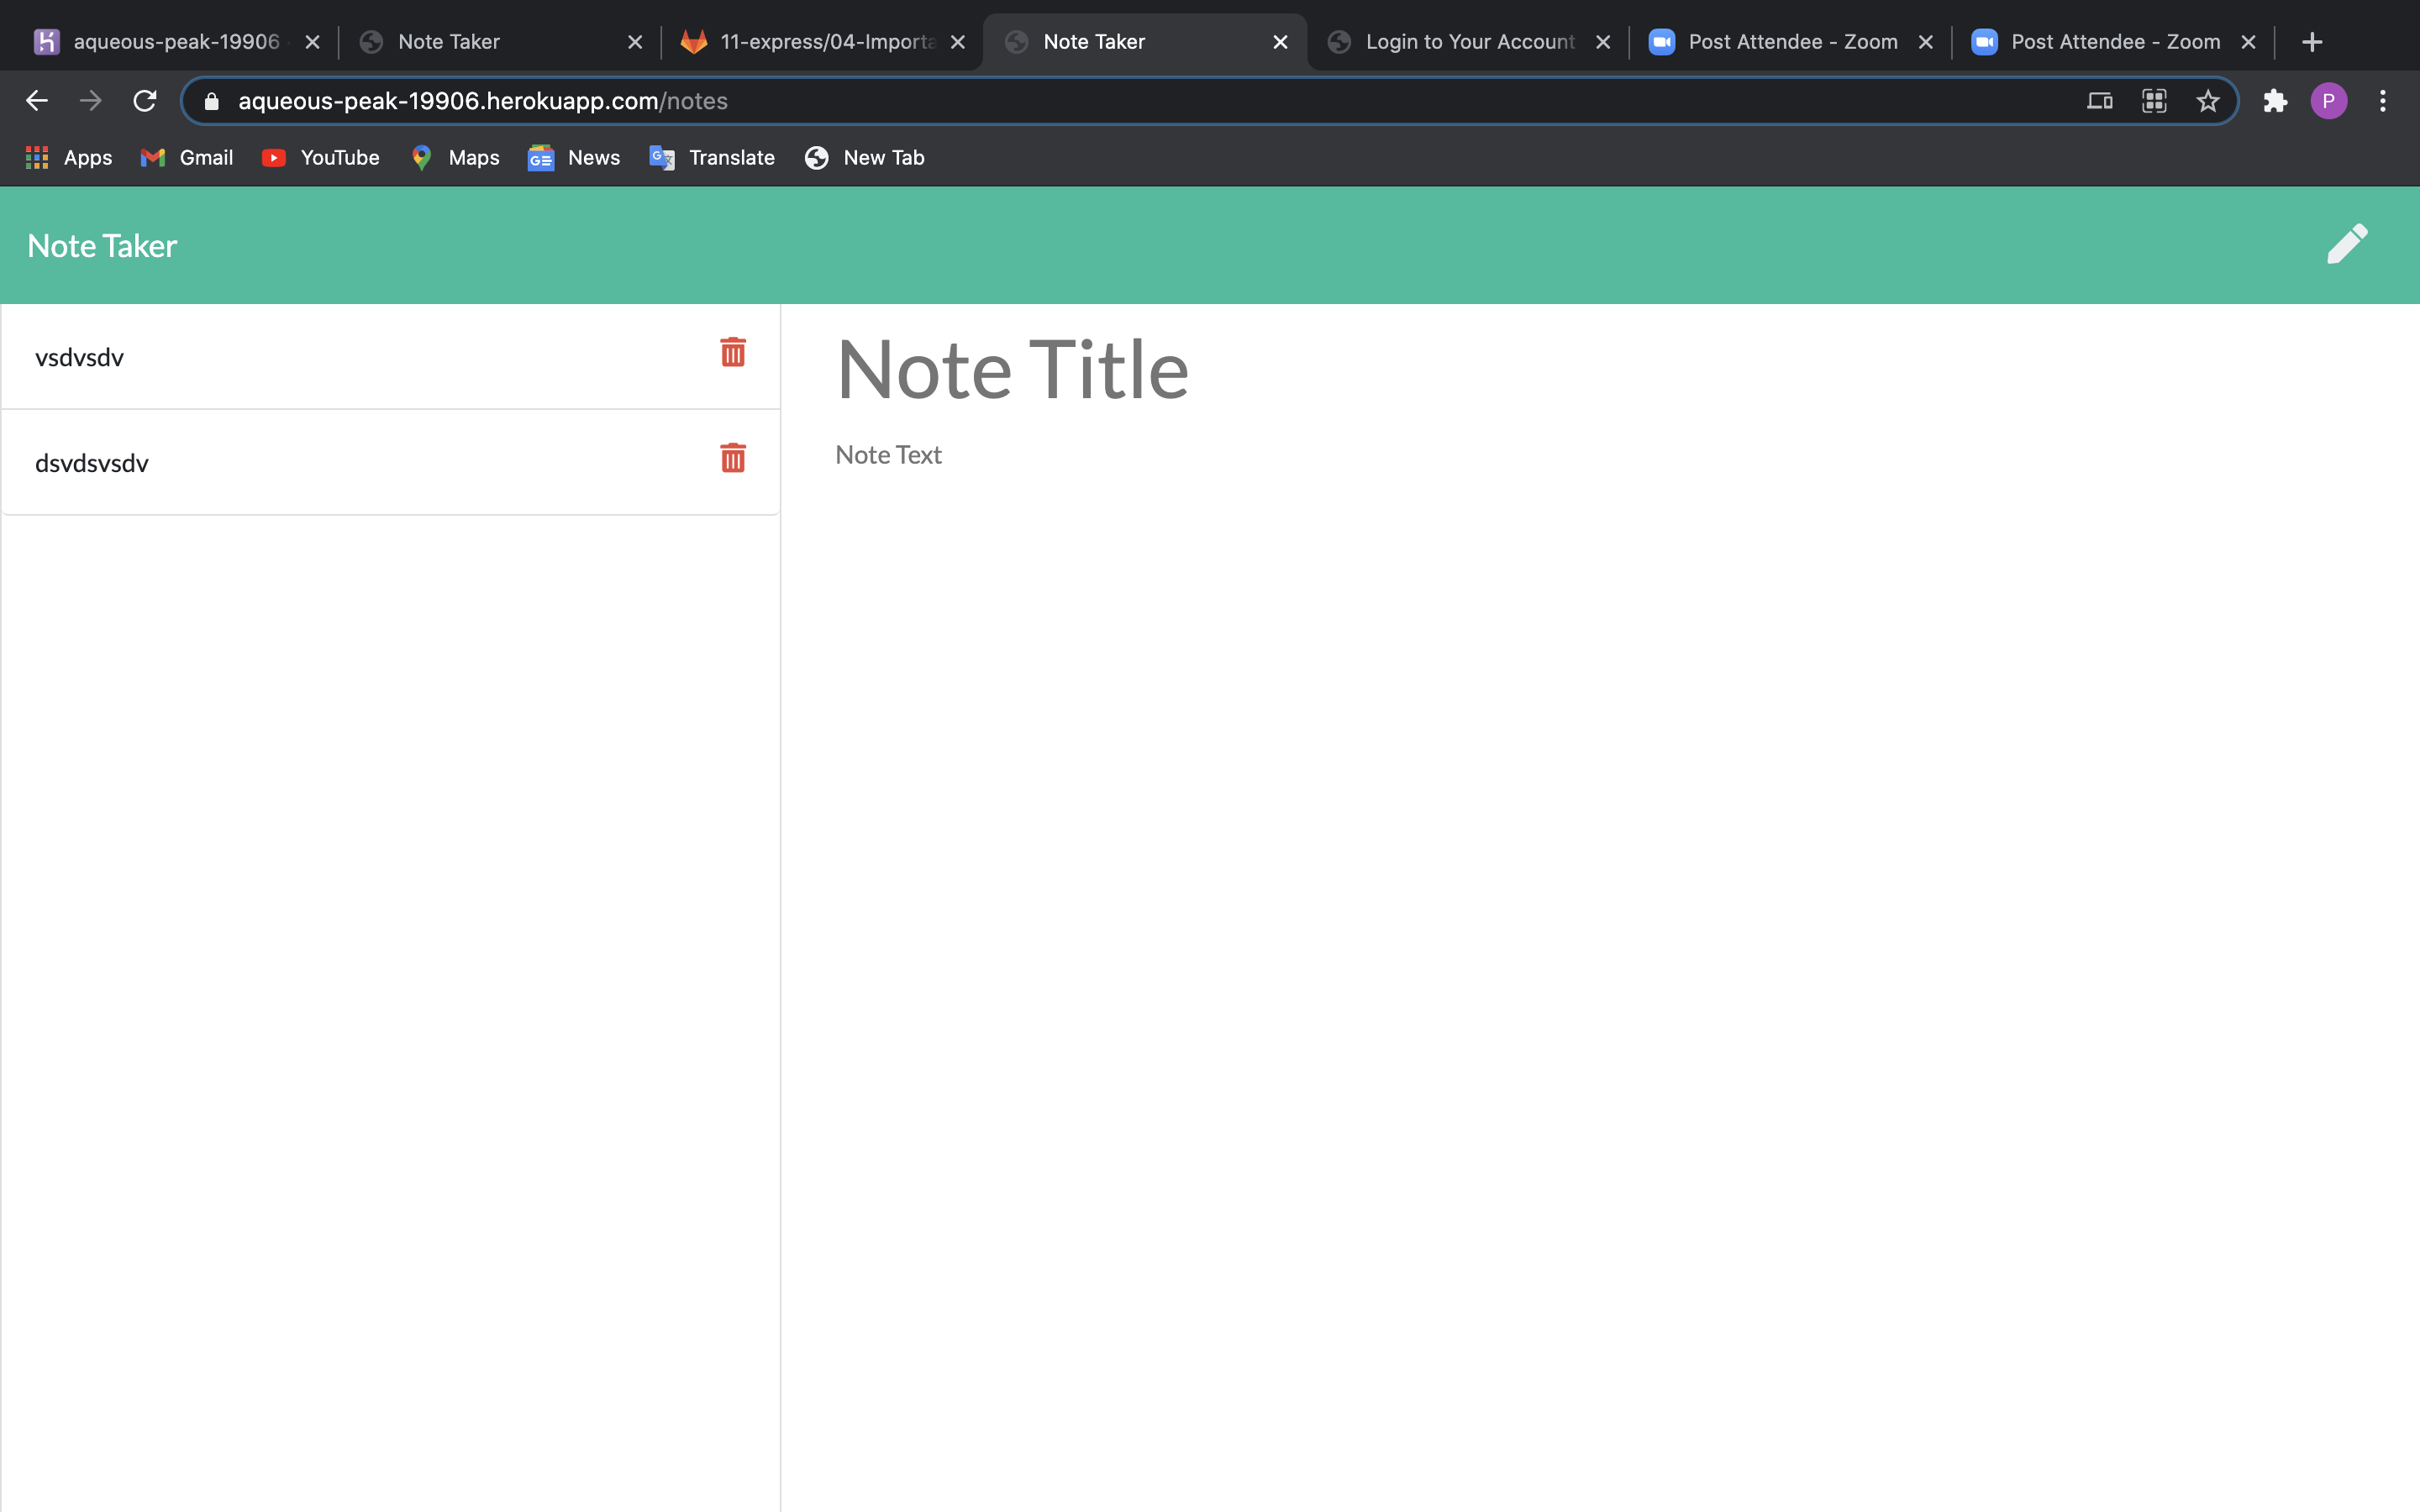 aqueous-peak-19906 Note Taker 11-express/04-Importa Note Taker Login to Your Account Post Attendee - Zoom Post Attendee - Zoom
aqueous-peak-19906.herokuapp.com/notes P
Apps Gmail YouTube Maps News Translate New Tab
Note Taker
vsdvsdv
dsvdsvsdv
Note Title
Note Text